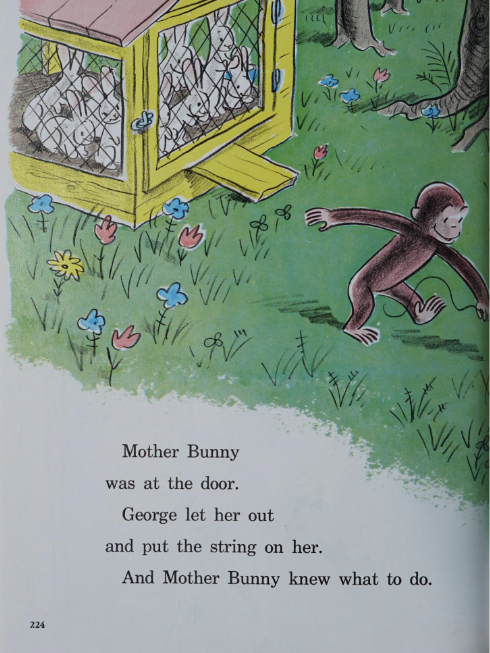 Mother Bunny
was at the door.
George let her out
and put the string on her.
And Mother Bunny knew what to do.
224